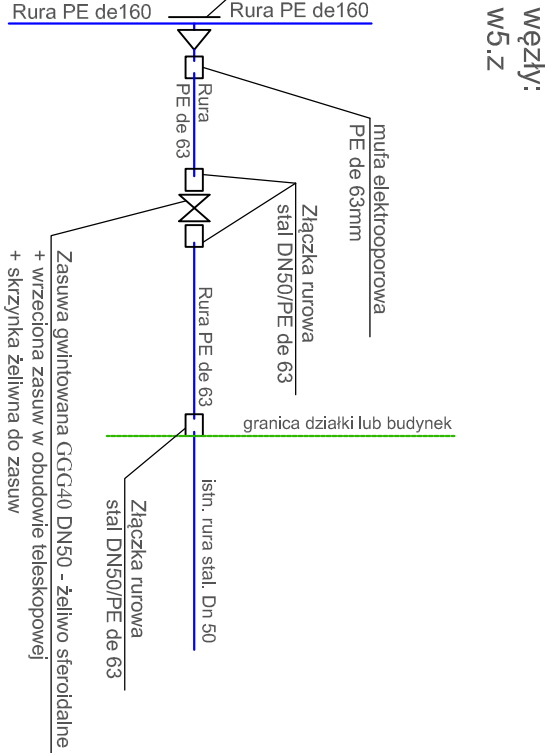 węzły:
w5.z
Rura PE de160
Rura PE de160
Rura
PE de 63
mufa elektrooporowa
PE de 63mm
Złączka rurowa
stal DN50/PE de 63
Rura PE de 63
granica działki lub budynek
istn. rura stal. Dn 50
Złączka rurowa
stal DN50/PE de 63
Zasuwa gwintowana GGG40 DN50 - żeliwo sferoidalne
+ wrzeciona zasuw w obudowie teleskopowej
+ skrzynka żeliwna do zasuw